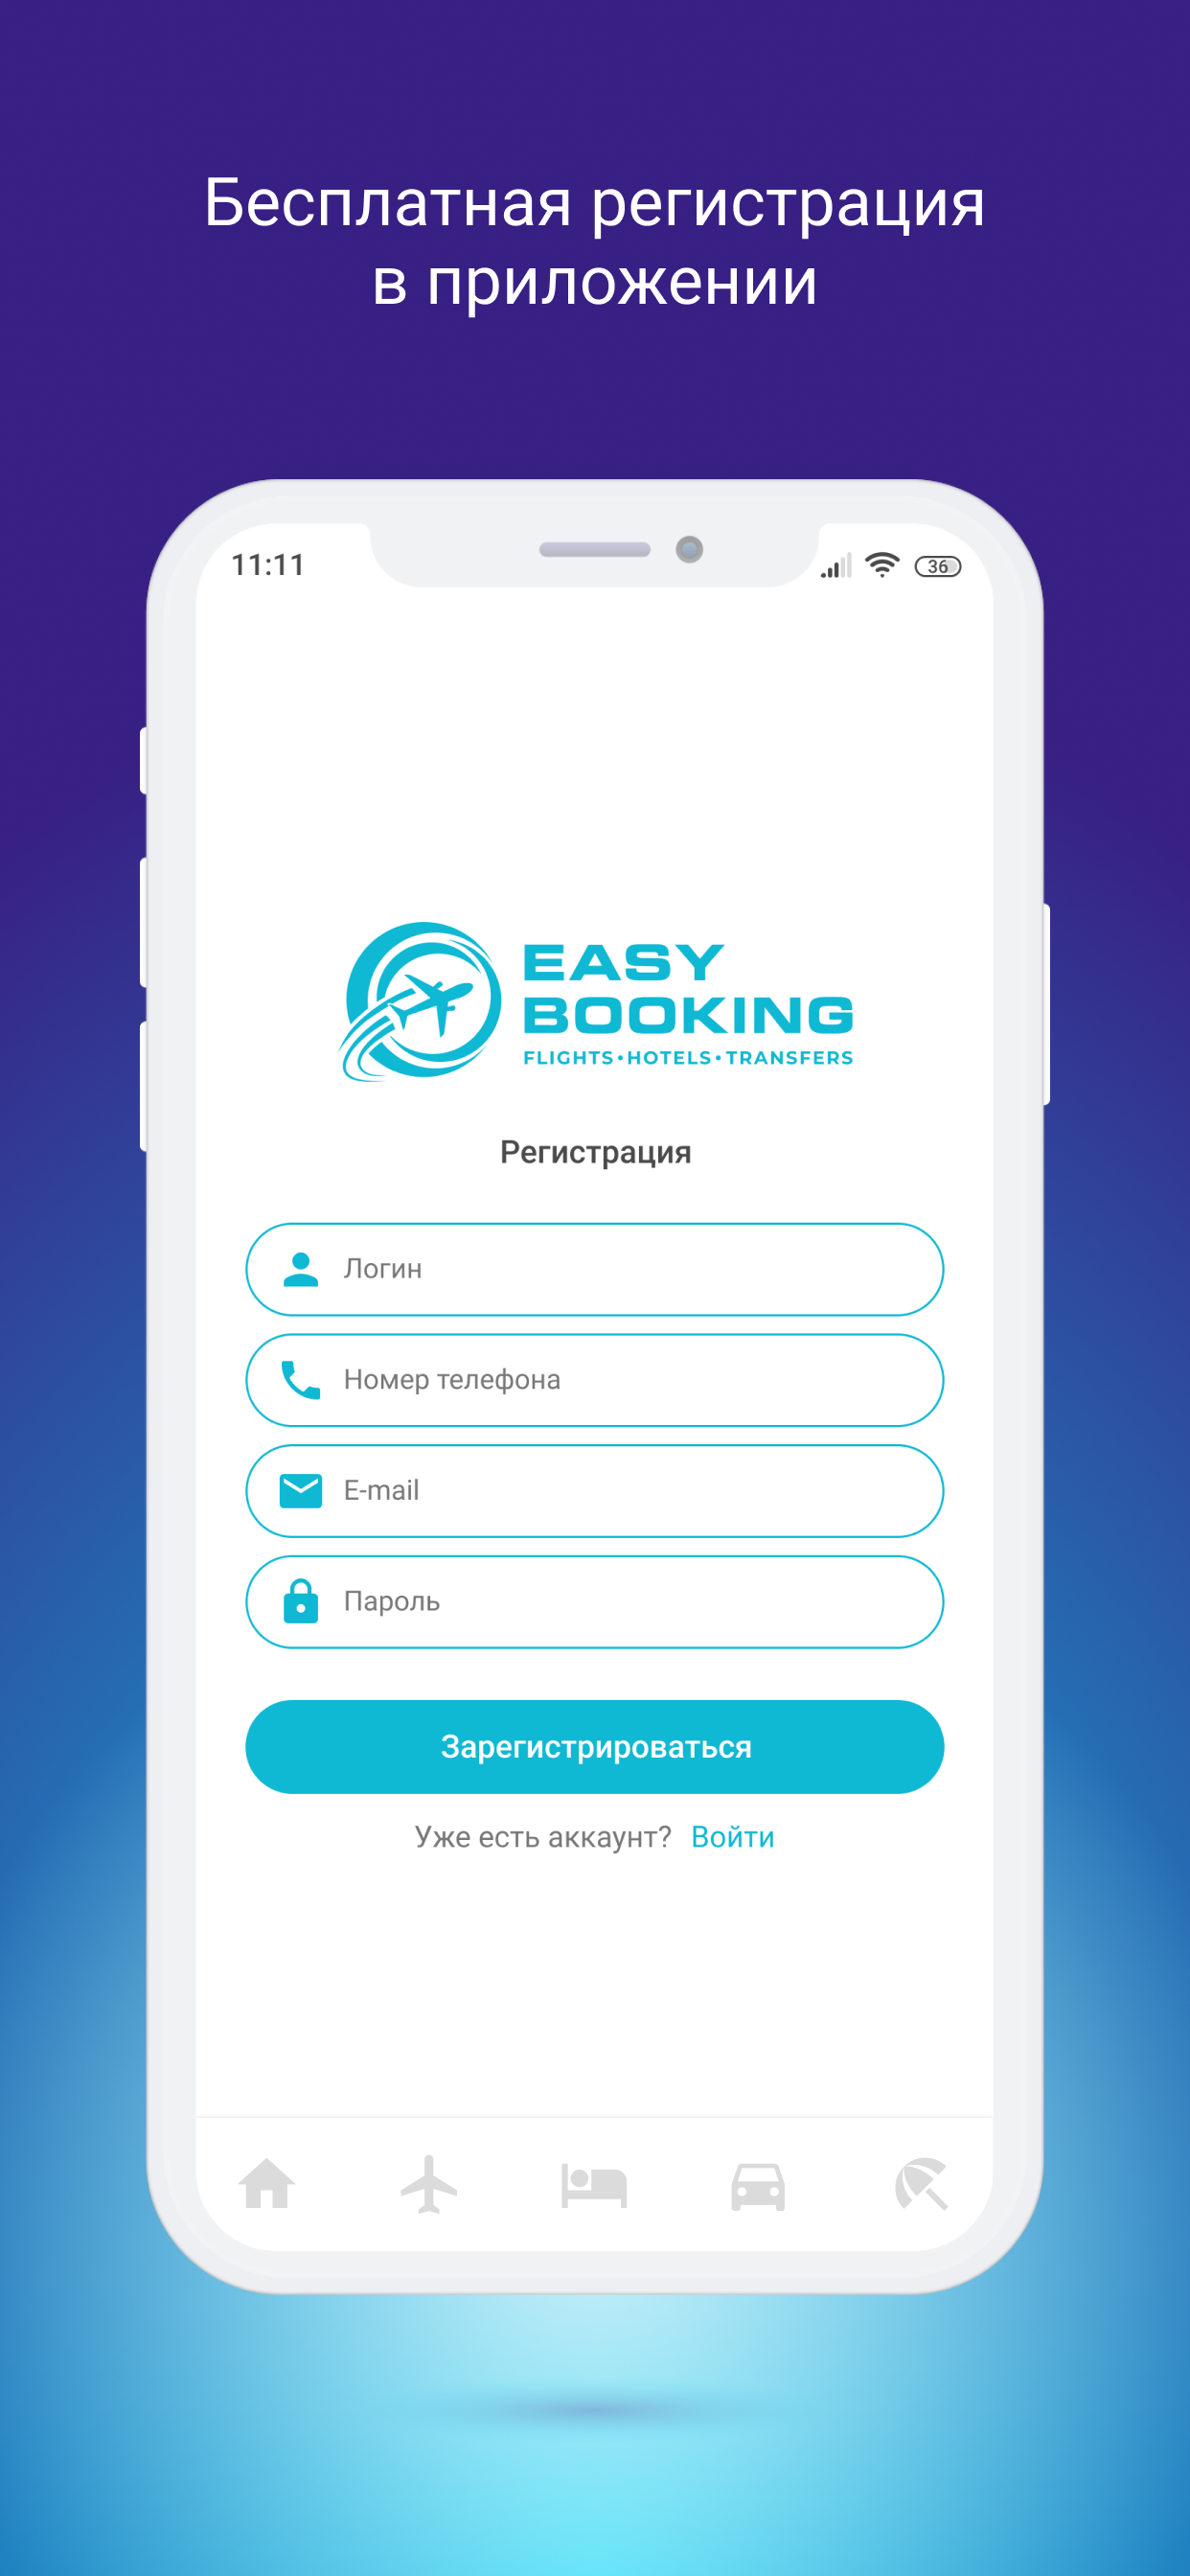 Бесплатная регистрация
в приложении
11:11
36
EASY
BOOKING
FLIGHTS•HOTELS•TRANSFERS
Регистрация
Логин
Номер телефона
E-mail
Пароль
Зарегистрироваться
Уже есть аккаунт? Войти